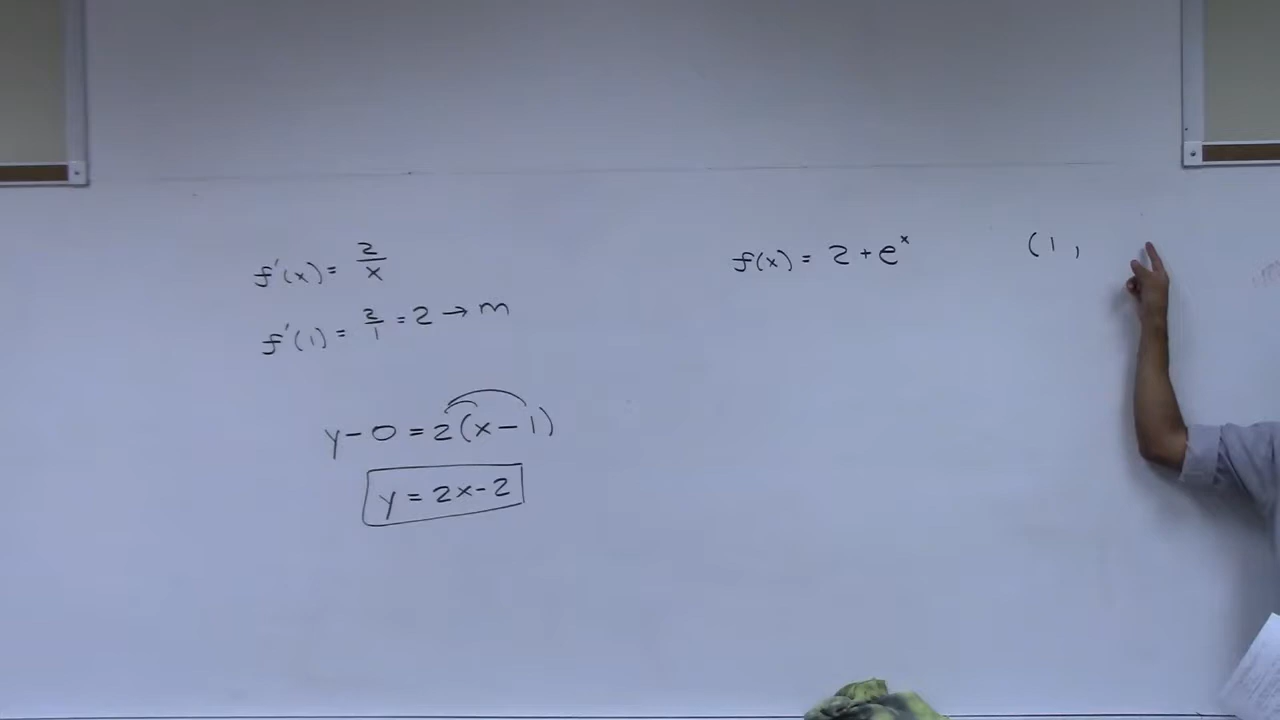 f'(x) = 2/x
f'(1) = 2/1 = 2 → m
y - 0 = 2(x - 1)
y = 2x - 2
f(x) = 2 + e^x
(1 ,